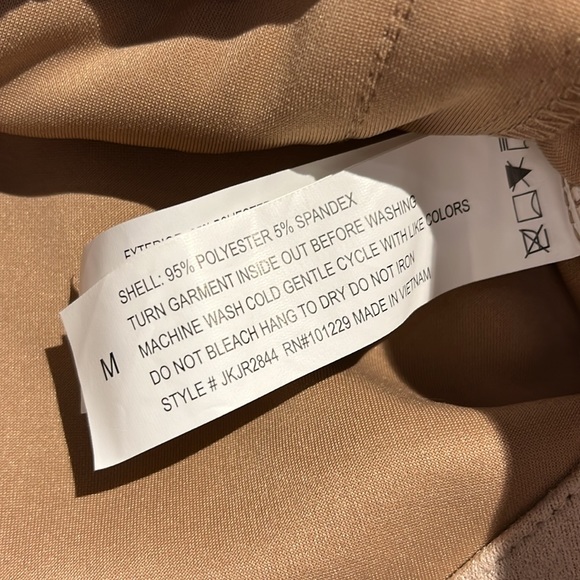 SHELL: 95% POLYESTER 5% SPANDEX
TURN GARMENT INSIDE OUT BEFORE WASHING
MACHINE WASH COLD GENTLE CYCLE WITH LIKE COLORS
DO NOT BLEACH HANG TO DRY DO NOT IRON
STYLE # JKJR2844 RN#101229 MADE IN VIETNAM
M